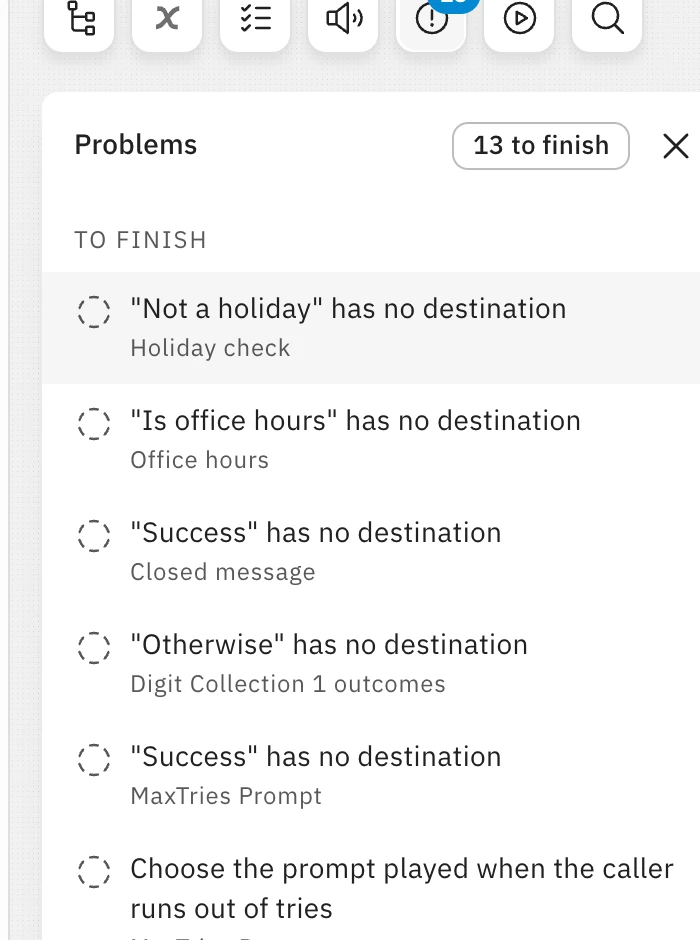 Problems
13 to finish
TO FINISH
"Not a holiday" has no destination
Holiday check
"Is office hours" has no destination
Office hours
"Success" has no destination
Closed message
"Otherwise" has no destination
Digit Collection 1 outcomes
"Success" has no destination
MaxTries Prompt
Choose the prompt played when the caller
runs out of tries